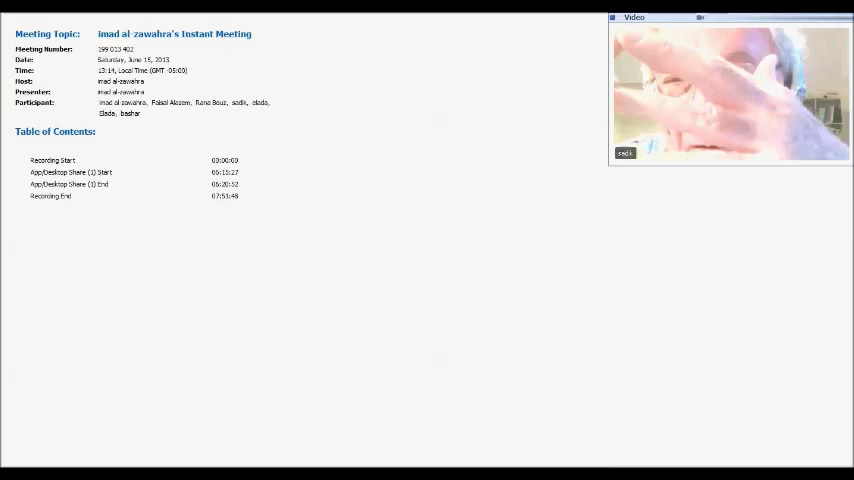 Meeting Topic: imad al-zawahra's Instant Meeting
Meeting Number: 199 013 402
Date: Saturday, June 15, 2013
Time: 13:14, Local Time (GMT -05:00)
Host: imad al-zawahra
Presenter: imad al-zawahra
Participant: imad al-zawahra, Faisal Alazem, Rana Bouz, sadik, elada,
Elada, bashar
Table of Contents:
Recording Start 00:00:00
App/Desktop Share (1) Start 06:15:27
App/Desktop Share (1) End 06:20:52
Recording End 07:51:48
Video
sadik